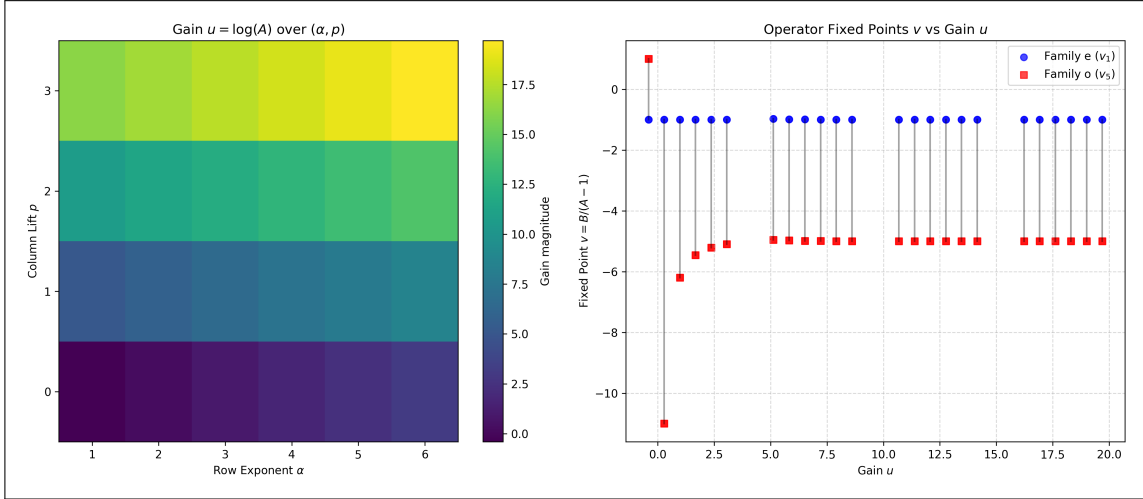 Gain u = log(A) over (α, p)
3
2
1
0
Column Lift p
1 2 3 4 5 6
Row Exponent α
17.5
15.0
12.5
10.0
7.5
5.0
2.5
0.0
Gain magnitude
Operator Fixed Points v vs Gain u
Family e (v₁)
Family o (v₅)
0
−2
−4
−6
−8
−10
Fixed Point v = B/(A − 1)
0.0 2.5 5.0 7.5 10.0 12.5 15.0 17.5 20.0
Gain u